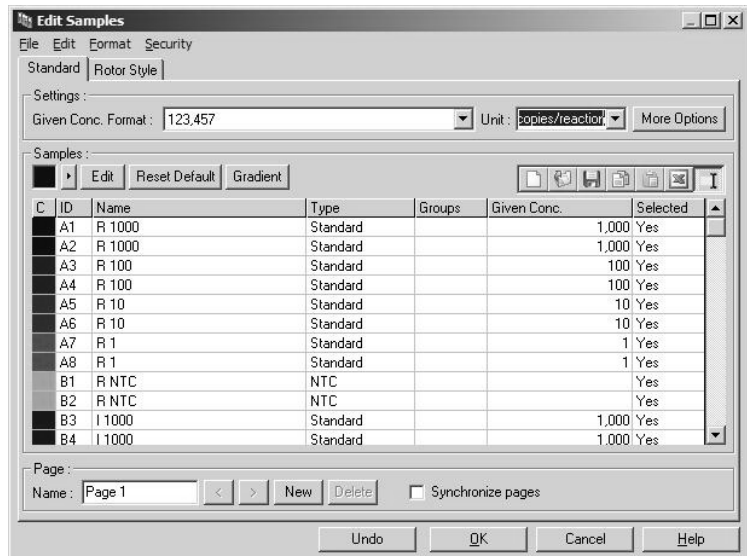 Edit Samples
File Edit Format Security
Standard Rotor Style
Settings :
Given Conc. Format : 123,457 Unit : copies/reaction More Options
Samples :
Edit Reset Default Gradient
C ID Name Type Groups Given Conc. Selected
A1 R 1000 Standard 1,000 Yes
A2 R 1000 Standard 1,000 Yes
A3 R 100 Standard 100 Yes
A4 R 100 Standard 100 Yes
A5 R 10 Standard 10 Yes
A6 R 10 Standard 10 Yes
A7 R 1 Standard 1 Yes
A8 R 1 Standard 1 Yes
B1 R NTC NTC Yes
B2 R NTC NTC Yes
B3 I 1000 Standard 1,000 Yes
B4 I 1000 Standard 1,000 Yes
Page :
Name : Page 1 < > New Delete Synchronize pages
Undo OK Cancel Help